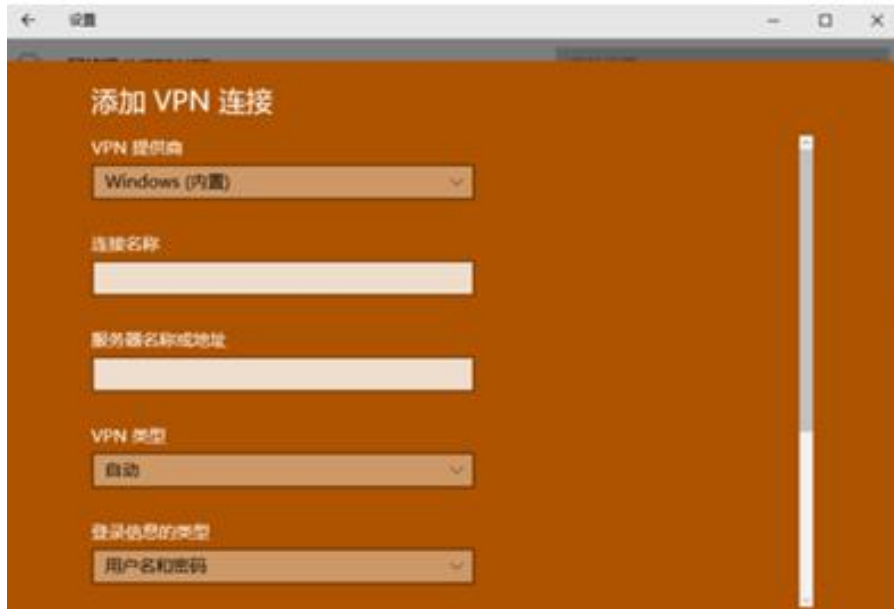 设置
添加 VPN 连接
VPN 提供商
Windows (内置)
连接名称
服务器名称或地址
VPN 类型
自动
登录信息的类型
用户名和密码